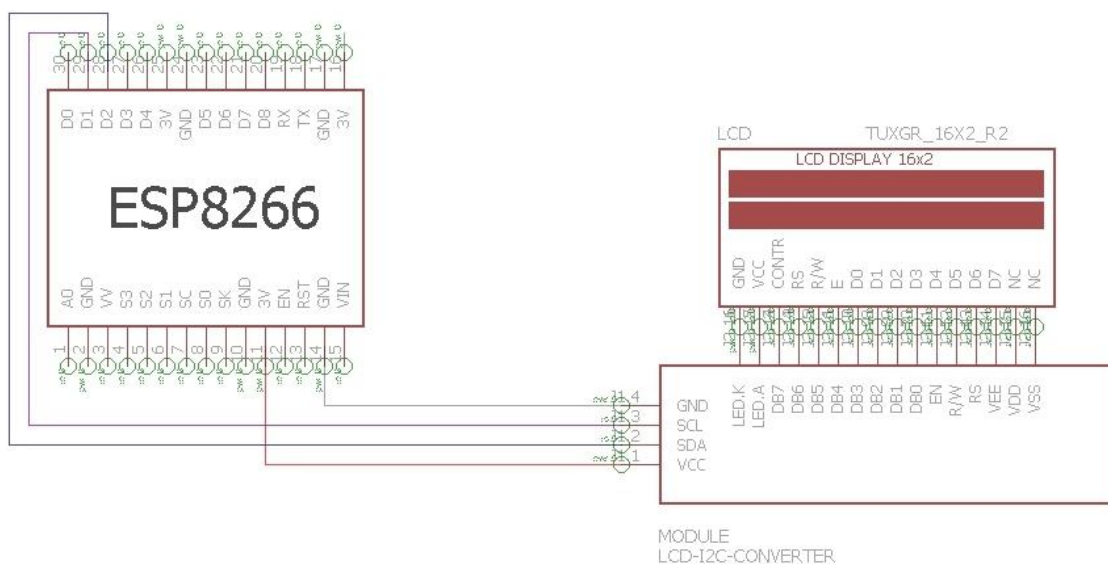 30 29 28 27 26 25 24 23 22 21 20 19 18 17 16
D0 D1 D2 D3 D4 3V GND D5 D6 D7 D8 RX TX GND 3V
ESP8266
A0 GND VV S3 S2 S1 SC S0 SK GND 3V EN RST GND VIN
1 2 3 4 5 6 7 8 9 10 11 12 13 14 15
LCD TUXGR_16X2_R2
LCD DISPLAY 16x2
GND VCC CONTR RS R/W E D0 D1 D2 D3 D4 D5 D6 D7 NC NC
LED.K LED.A DB7 DB6 DB5 DB4 DB3 DB2 DB1 DB0 EN R/W RS VEE VDD VSS
4 GND
3 SCL
2 SDA
1 VCC
MODULE
LCD-I2C-CONVERTER